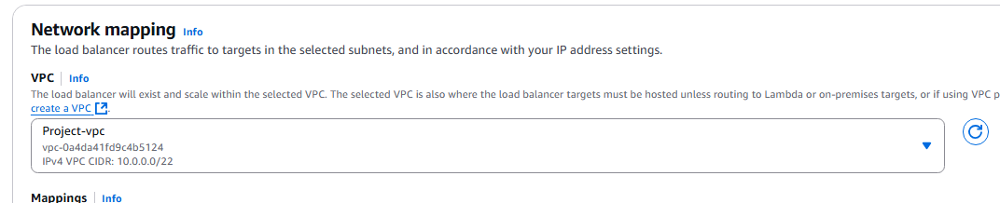 Network mapping Info
The load balancer routes traffic to targets in the selected subnets, and in accordance with your IP address settings.
VPC Info
The load balancer will exist and scale within the selected VPC. The selected VPC is also where the load balancer targets must be hosted unless routing to Lambda or on-premises targets, or if using VPC p
create a VPC.
Project-vpc
vpc-0a4da41fd9c4b5124
IPv4 VPC CIDR: 10.0.0.0/22
Mappings Info